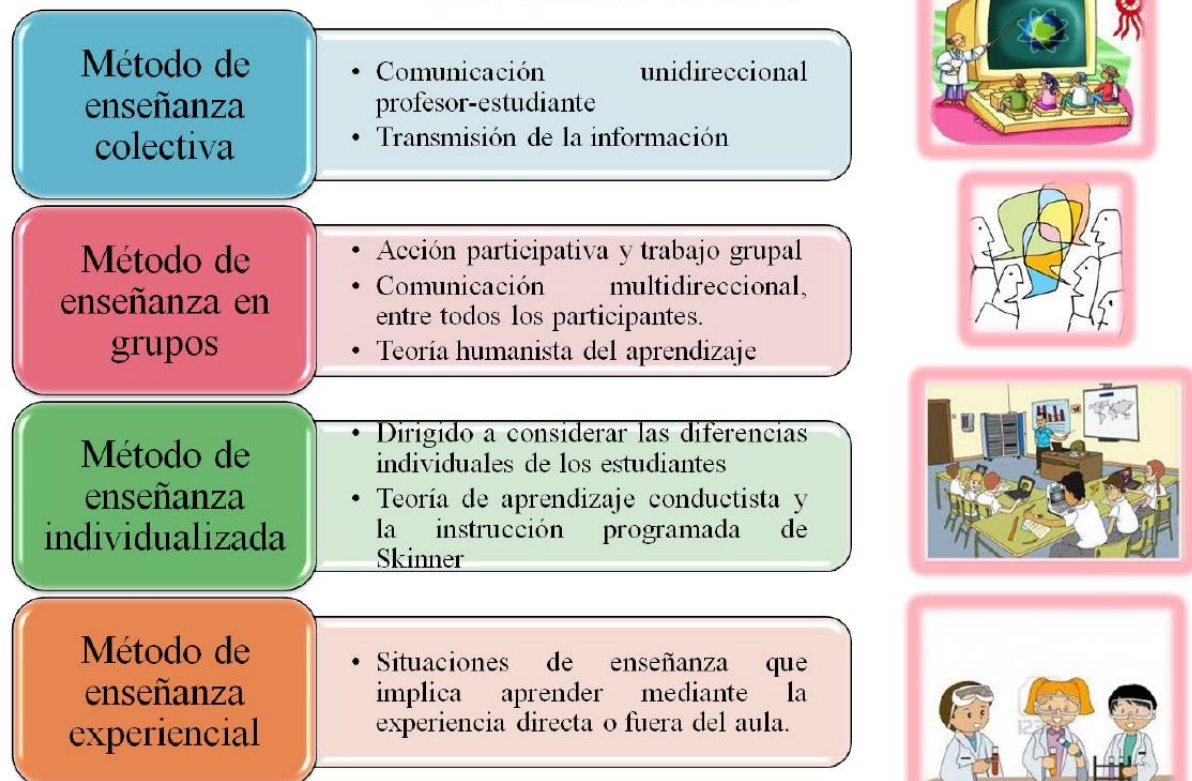 Método de
enseñanza
colectiva
• Comunicación unidireccional
profesor-estudiante
• Transmisión de la información
Método de
enseñanza en
grupos
• Acción participativa y trabajo grupal
• Comunicación multidireccional,
entre todos los participantes.
• Teoría humanista del aprendizaje
Método de
enseñanza
individualizada
• Dirigido a considerar las diferencias
individuales de los estudiantes
• Teoría de aprendizaje conductista y
la instrucción programada de
Skinner
Método de
enseñanza
experiencial
• Situaciones de enseñanza que
implica aprender mediante la
experiencia directa o fuera del aula.